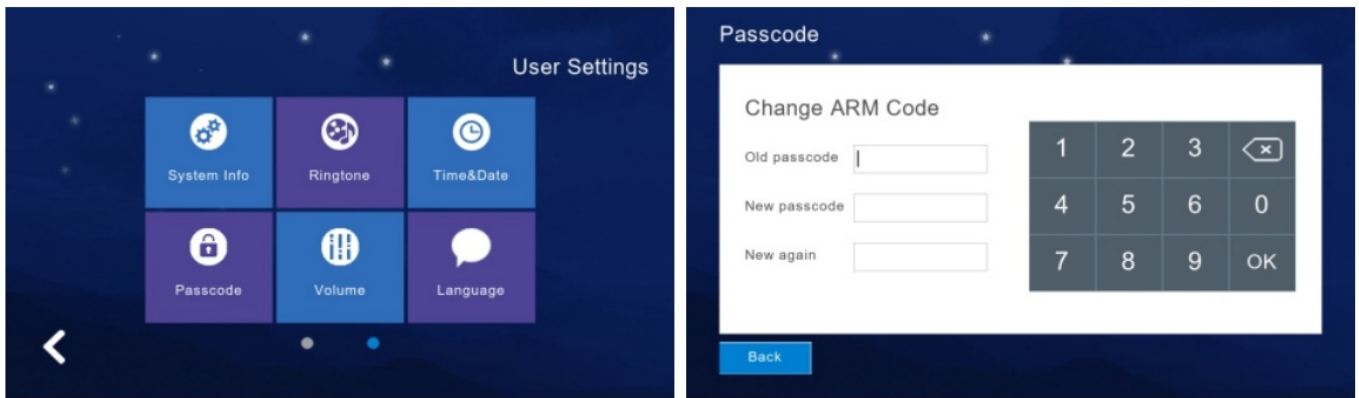 User Settings
System Info
Ringtone
Time&Date
Passcode
Volume
Language
Passcode
Change ARM Code
Old passcode
New passcode
New again
1 2 3
4 5 6 0
7 8 9 OK
Back